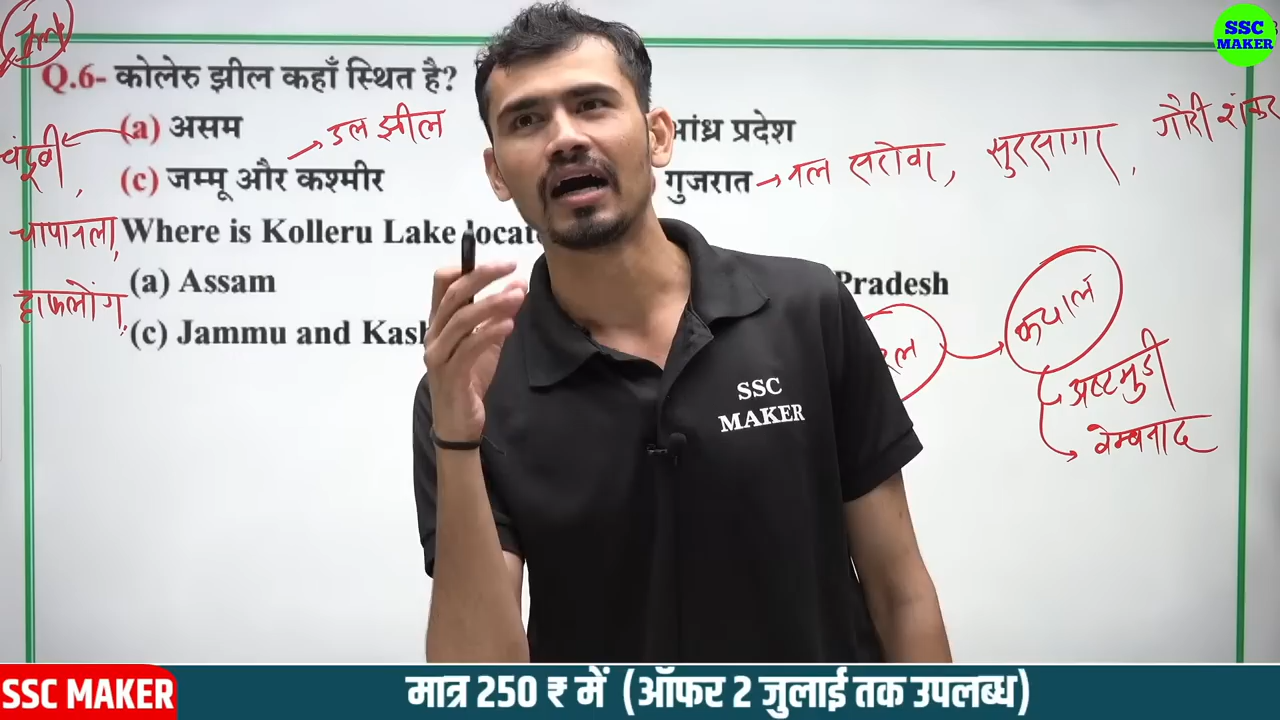 SSC
MAKER
Q.6- कोलेरु झील कहाँ स्थित है?
(a) असम
आंध्र प्रदेश
डल झील
चंडूबी,
(c) जम्मू और कश्मीर
गुजरात → नल सरोवर, सुरसागर, गौरी शंकर
चापानला,
Where is Kolleru Lake locat
हाफलोंग,
(a) Assam
Pradesh
(c) Jammu and Kash
कयाल
अष्टमुडी
वेम्बनाद
SSC
MAKER
SSC MAKER
मात्र 250 ₹ में (ऑफर 2 जुलाई तक उपलब्ध)